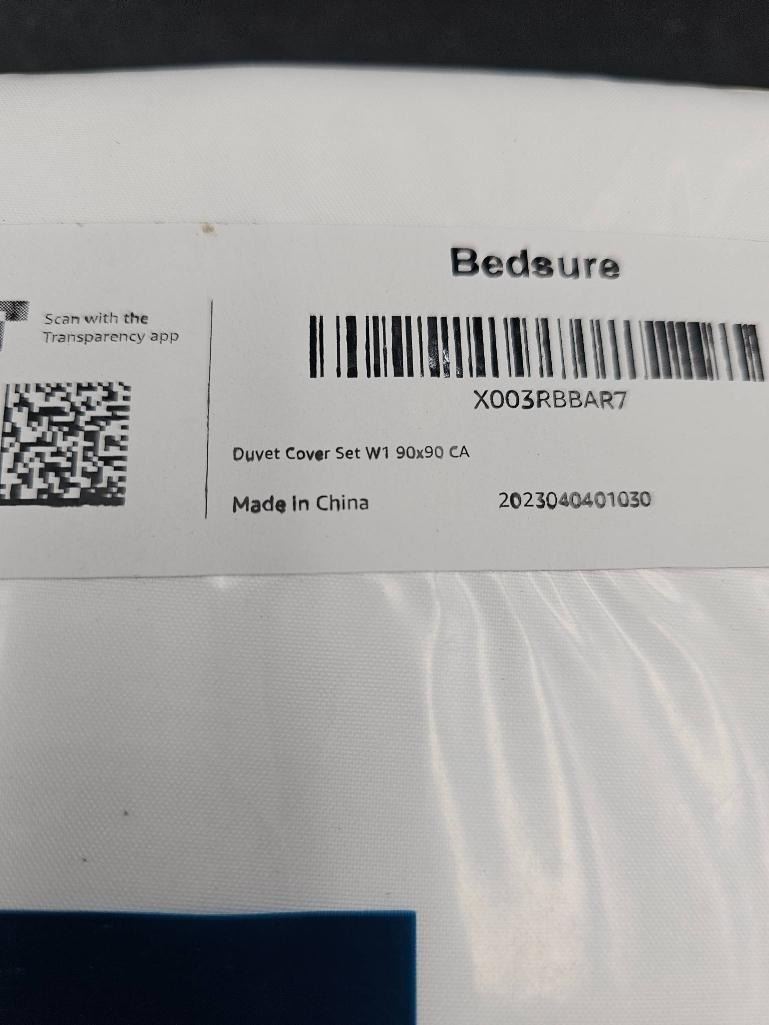 Bedsure
Scan with the
Transparency app
X003RBBAR7
Duvet Cover Set W1 90x90 CA
Made In China
2023040401030